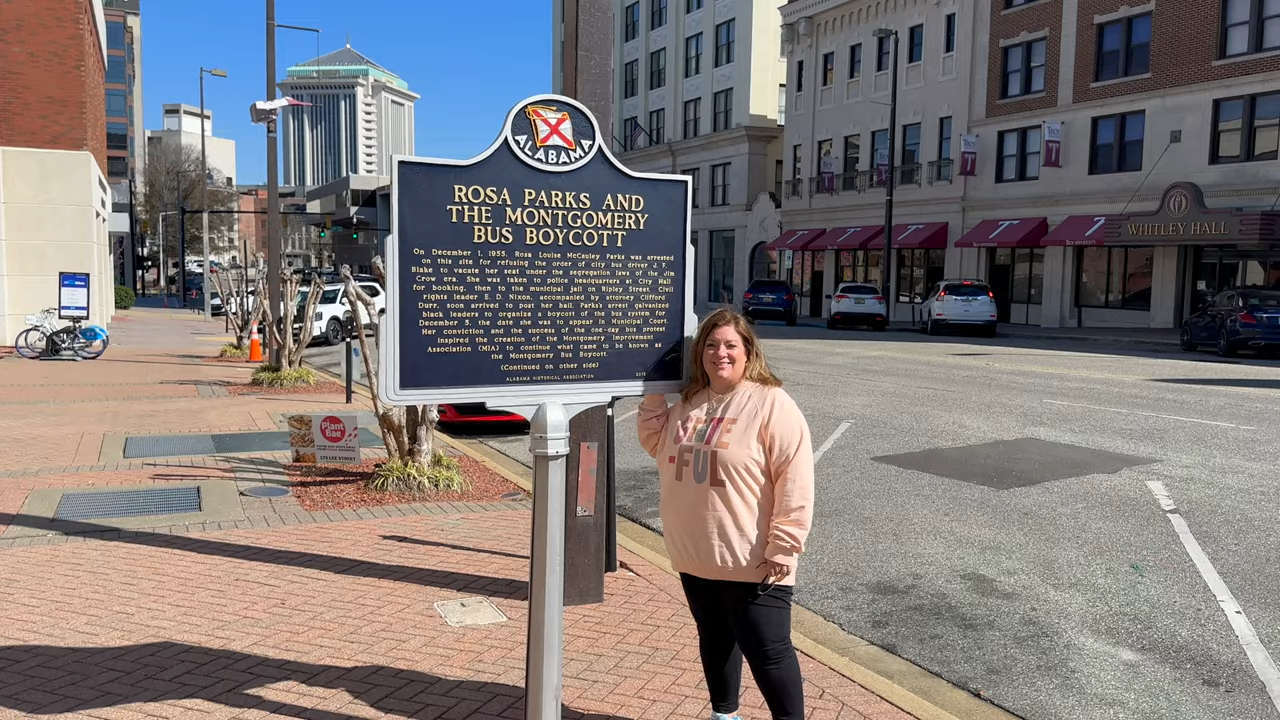 ALABAMA
ROSA PARKS AND
THE MONTGOMERY
BUS BOYCOTT
On December 1, 1955, Rosa Louise McCauley Parks was arrested
on this site for refusing the order of city bus driver J. F.
Blake to vacate her seat under the segregation laws of the Jim
Crow era. She was taken to police headquarters at City Hall
for booking, then to the municipal jail on Ripley Street. Civil
rights leader E. D. Nixon, accompanied by attorney Clifford
Durr, soon arrived to post her bail. Parks's arrest galvanized
black leaders to organize a boycott of the bus system for
December 5, the date she was to appear in Municipal Court.
Her conviction and the success of the one-day bus protest
inspired the creation of the Montgomery Improvement
Association (MIA) to continue what came to be known as
the Montgomery Bus Boycott.
(Continued on other side)
ALABAMA HISTORICAL ASSOCIATION
WHITLEY HALL
T
T
T
T
Plant
Bae
175 LEE STREET
-FUL